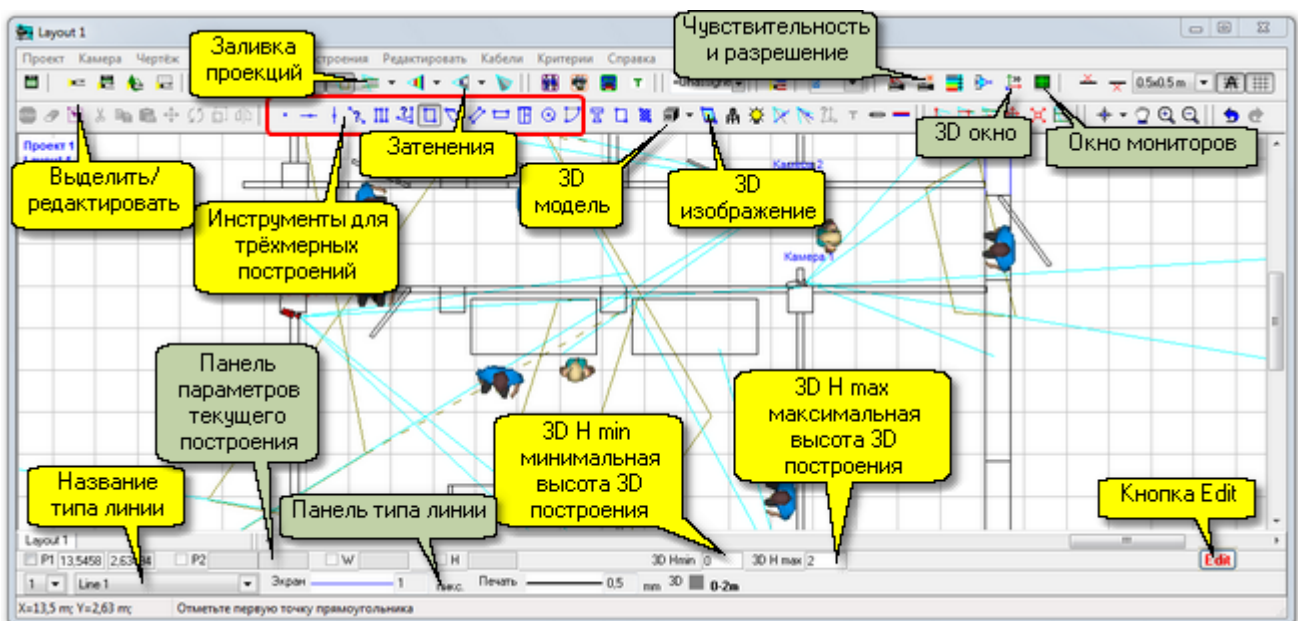 Layout 1
Чувствительность
и разрешение
Заливка
проекций
Проект Камера Чертёж Редактировать Кабели Критерии Справка
0.5x0.5 m
Проект 1
Выделить/
редактировать
Инструменты для
трёхмерных
построений
Затенения
3D
модель
3D
изображение
3D окно
Окно мониторов
Камера 2
Камера 1
Панель
параметров
текущего
построения
3D H min
минимальная
высота 3D
построения
3D H max
максимальная
высота 3D
построения
Название
типа линии
Панель типа линии
Кнопка Edit
Layout 1
P1 13,5458 P2 W H 3D Hmin 0 3D H max 2 Edit
1 Line 1 Экран 1 Печать 0,5 mm 3D 0-2m
X=13,5 m; Y=2,63 m; Отметьте первую точку прямоугольника